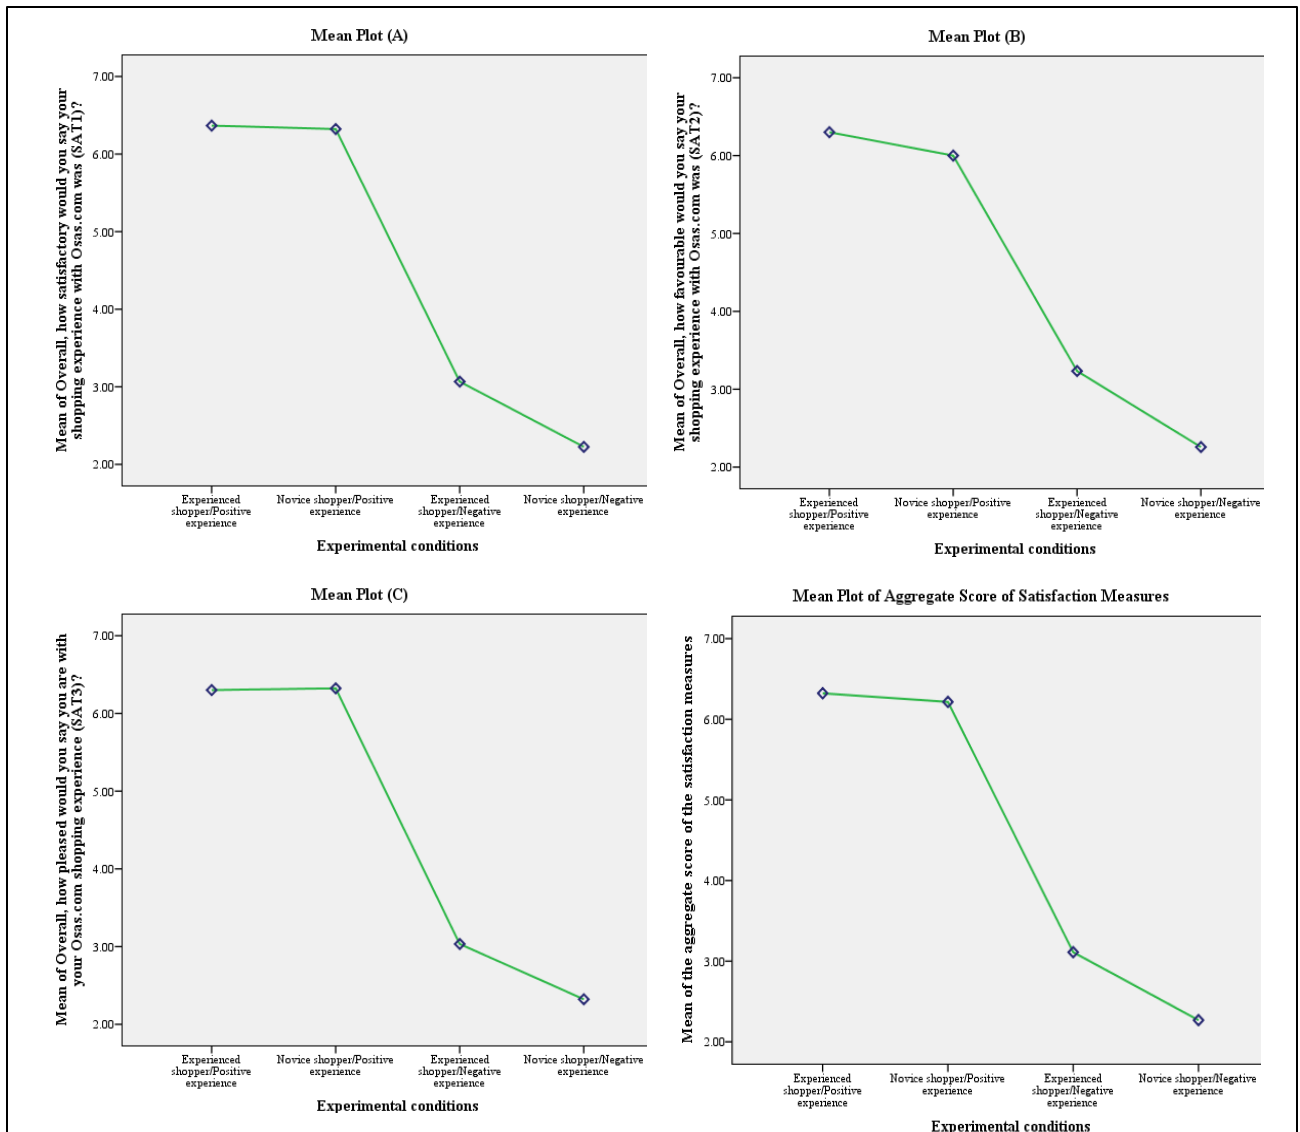 Mean Plot (A)
Mean of Overall, how satisfactory would you say your
shopping experience with Osas.com was (SAT1)?
7.00
6.00
5.00
4.00
3.00
2.00
Experienced
shopper/Positive
experience
Novice shopper/Positive
experience
Experienced
shopper/Negative
experience
Novice shopper/Negative
experience
Experimental conditions
Mean Plot (B)
Mean of Overall, how favourable would you say your
shopping experience with Osas.com was (SAT2)?
7.00
6.00
5.00
4.00
3.00
2.00
Experienced
shopper/Positive
experience
Novice shopper/Positive
experience
Experienced
shopper/Negative
experience
Novice shopper/Negative
experience
Experimental conditions
Mean Plot (C)
Mean of Overall, how pleased would you say you are with
your Osas.com shopping experience (SAT3)?
7.00
6.00
5.00
4.00
3.00
2.00
Experienced
shopper/Positive
experience
Novice shopper/Positive
experience
Experienced
shopper/Negative
experience
Novice shopper/Negative
experience
Experimental conditions
Mean Plot of Aggregate Score of Satisfaction Measures
Mean of the aggregate score of the satisfaction measures
7.00
6.00
5.00
4.00
3.00
2.00
Experienced
shopper/Positive
experience
Novice shopper/Positive
experience
Experienced
shopper/Negative
experience
Novice shopper/Negative
experience
Experimental conditions